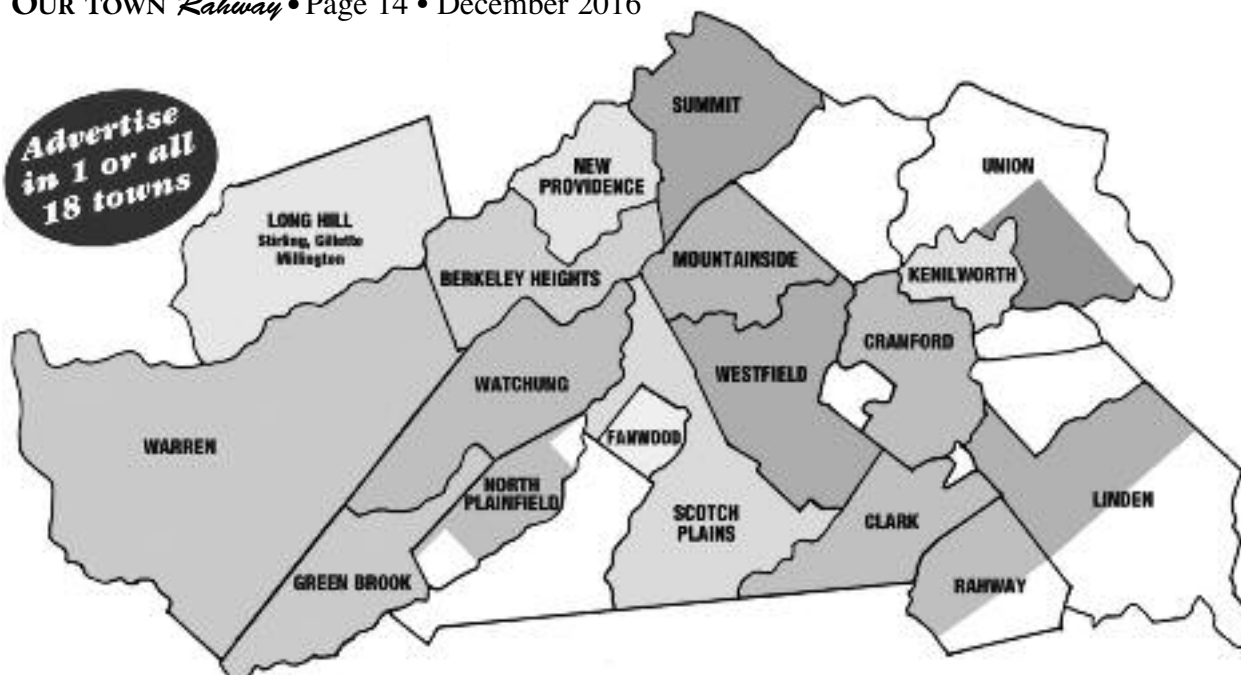 OUR TOWN Rahway • Page 14 • December 2016
Advertise
in 1 or all
18 towns
SUMMIT
NEW
PROVIDENCE
UNION
LONG HILL
Stirling, Gillette
Millington
BERKELEY HEIGHTS
MOUNTAINSIDE
KENILWORTH
CRANFORD
WATCHUNG
WESTFIELD
WARREN
FANWOOD
NORTH
PLAINFIELD
SCOTCH
PLAINS
CLARK
LINDEN
GREEN BROOK
RAHWAY